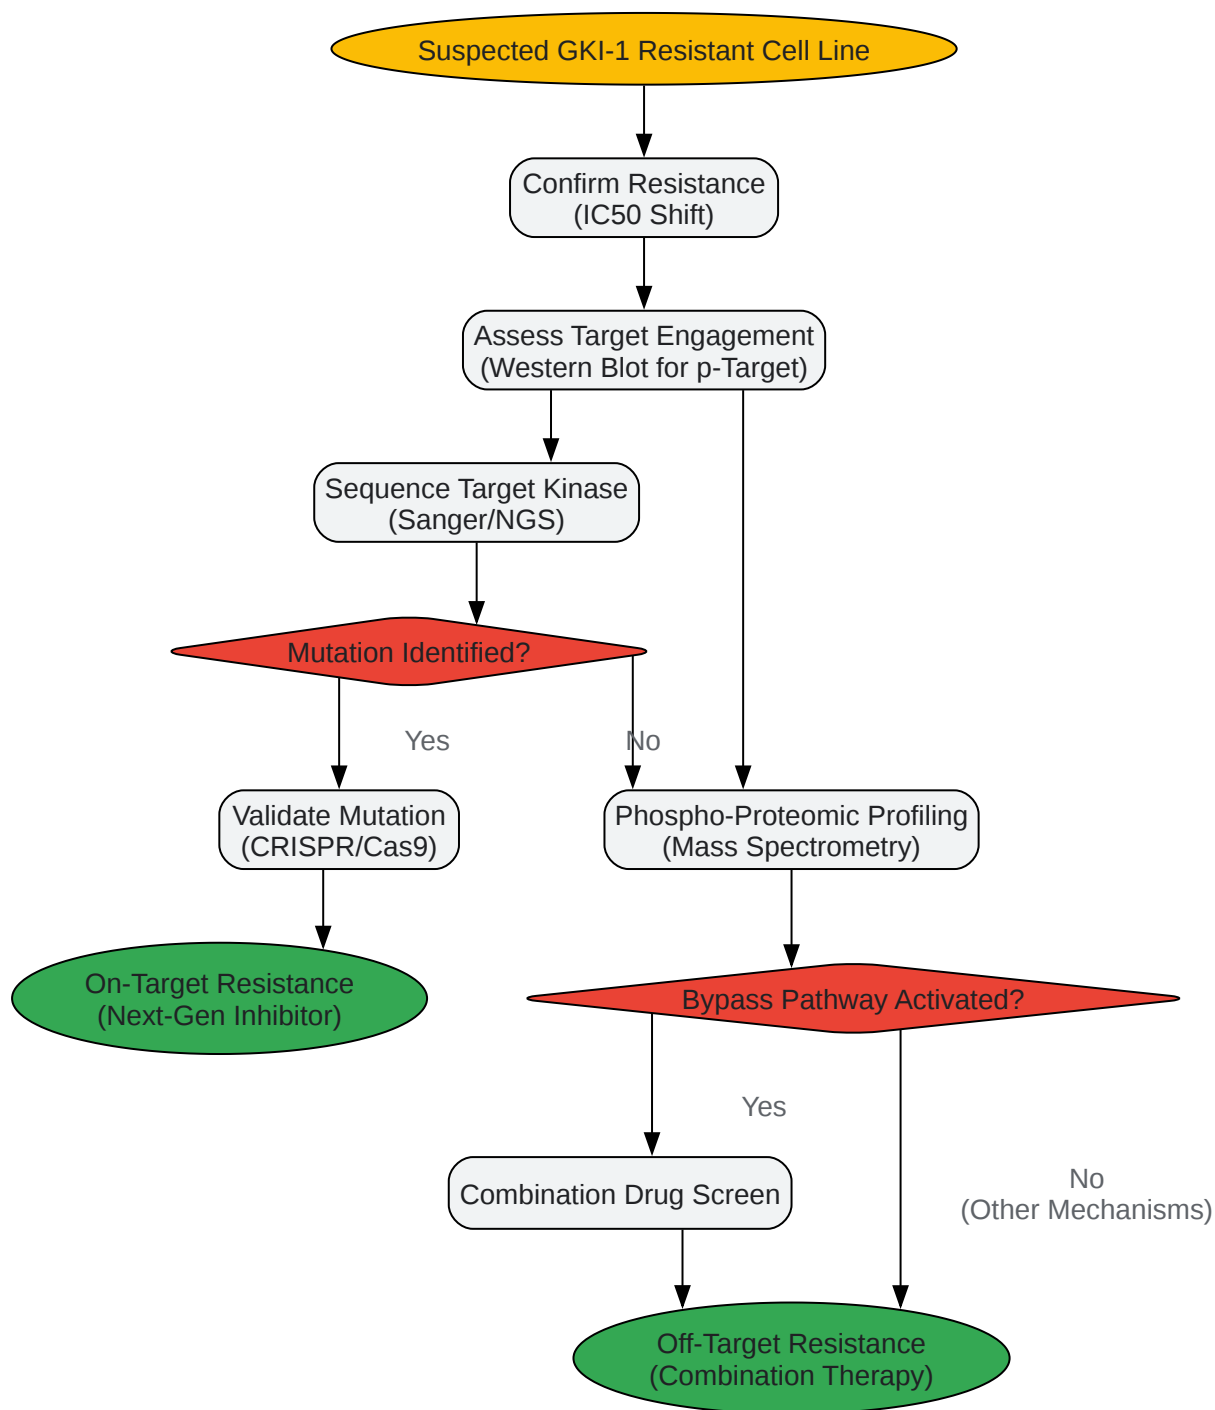 Suspected GKI-1 Resistant Cell Line
Confirm Resistance
(IC50 Shift)
Assess Target Engagement
(Western Blot for p-Target)
Sequence Target Kinase
(Sanger/NGS)
Mutation Identified?
Yes
No
Validate Mutation
(CRISPR/Cas9)
Phospho-Proteomic Profiling
(Mass Spectrometry)
On-Target Resistance
(Next-Gen Inhibitor)
Bypass Pathway Activated?
Yes
No
(Other Mechanisms)
Combination Drug Screen
Off-Target Resistance
(Combination Therapy)